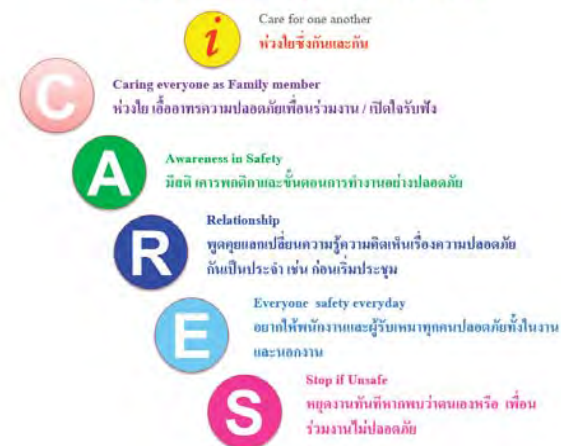 i
Care for one another
ห่วงใยซึ่งกันและกัน
C
Caring everyone as Family member
ห่วงใย เอื้ออาทรความปลอดภัยเพื่อนร่วมงาน / เปิดใจรับฟัง
A
Awareness in Safety
มีสติ เคารพกติกาและขั้นตอนการทำงานอย่างปลอดภัย
R
Relationship
พูดคุยแลกเปลี่ยนความรู้ความคิดเห็นเรื่องความปลอดภัย
กันเป็นประจำ เช่น ก่อนเริ่มประชุม
E
Everyone safety everyday
อยากให้พนักงานและผู้รับเหมาทุกคนปลอดภัยทั้งในงาน
และนอกงาน
S
Stop if Unsafe
หยุดงานทันทีหากพบว่าตนเองหรือ เพื่อน
ร่วมงานไม่ปลอดภัย